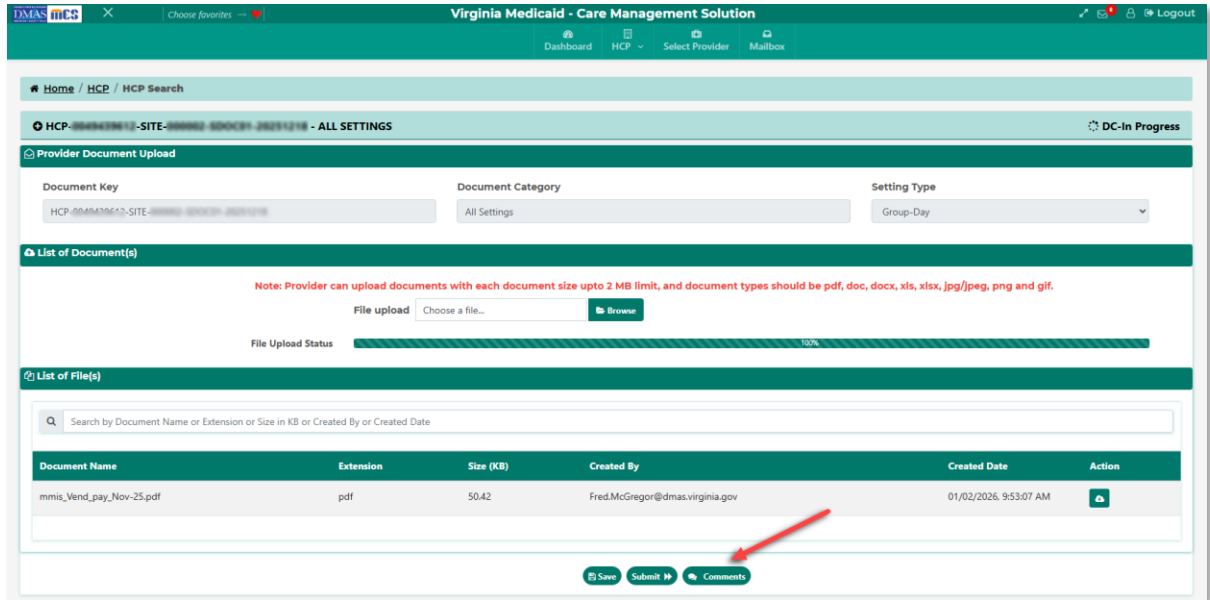 DMAS mcs Choose favorites → Virginia Medicaid - Care Management Solution 6 Logout
Dashboard HCP Select Provider Mailbox
Home / HCP / HCP Search
HCP- -SITE- - ALL SETTINGS DC-In Progress
Provider Document Upload
Document Key Document Category Setting Type
HCP- -SITE- All Settings Group-Day
List of Document(s)
Note: Provider can upload documents with each document size upto 2 MB limit, and document types should be pdf, doc, docx, xls, xlsx, jpg/jpeg, png and gif.
File upload Choose a file... Browse
File Upload Status 100%
List of File(s)
Search by Document Name or Extension or Size in KB or Created By or Created Date
Document Name Extension Size (KB) Created By Created Date Action
mmis_Vend_pay_Nov-25.pdf pdf 50.42 Fred.McGregor@dmas.virginia.gov 01/02/2026, 9:53:07 AM
Save Submit Comments